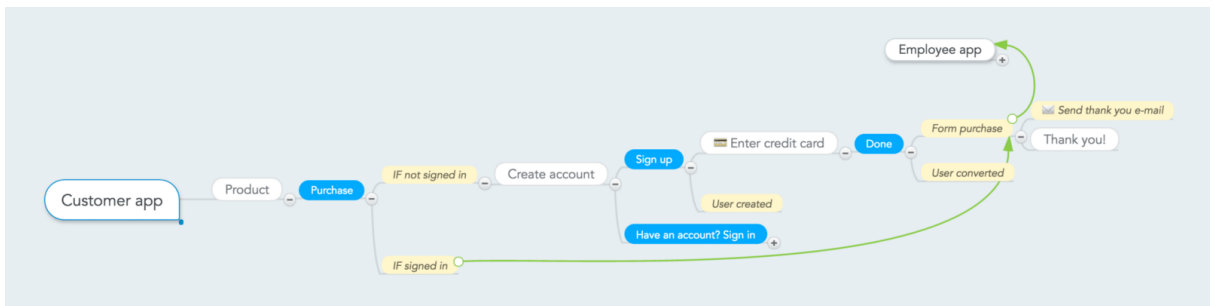 Employee app
Send thank you e-mail
Form purchase
Thank you!
Enter credit card
Done
Sign up
User converted
IF not signed in
Create account
Product
Purchase
Customer app
User created
Have an account? Sign in
IF signed in